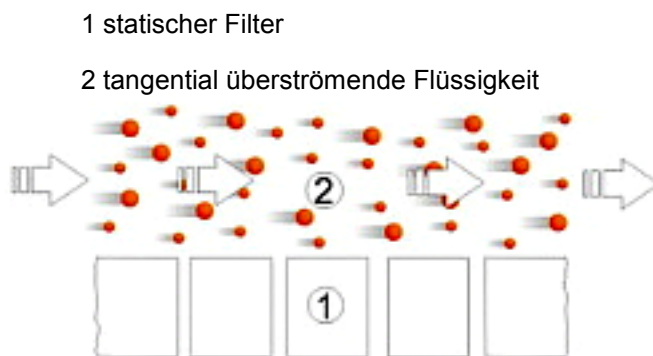 1 statischer Filter
2 tangential überströmende Flüssigkeit
2
1